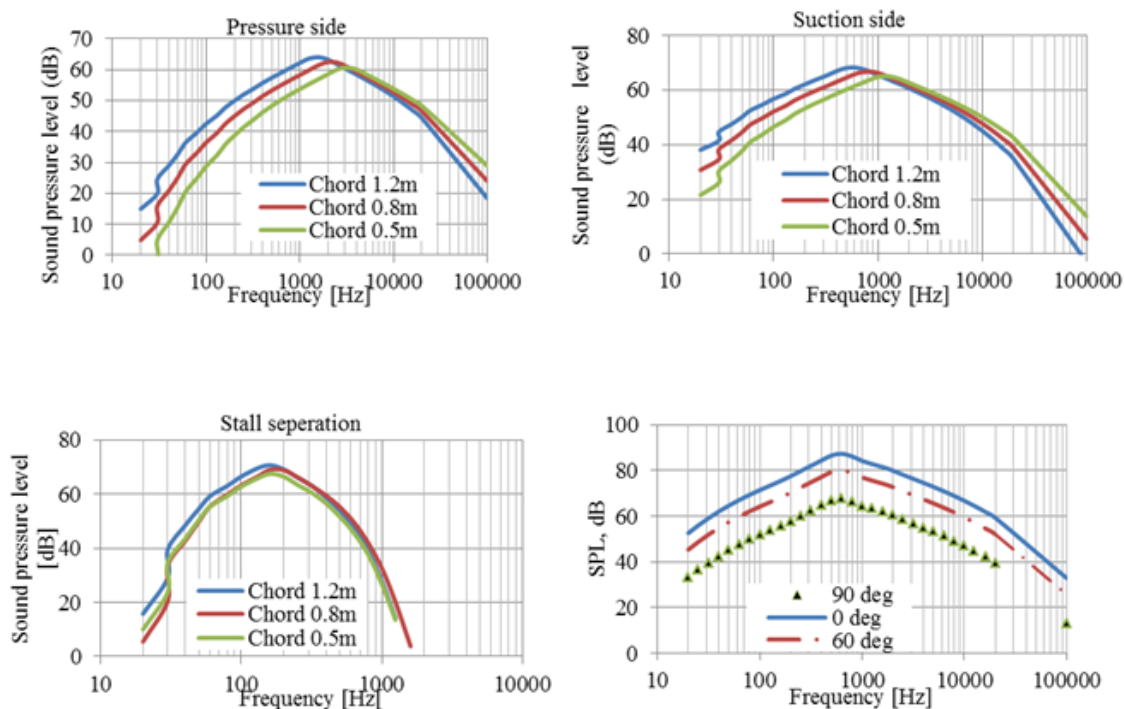 Pressure side
Sound pressure level (dB)
70
60
50
40
30
20
10
0
Chord 1.2m
Chord 0.8m
Chord 0.5m
10 100 1000 10000 100000
Frequency [Hz]
Suction side
Sound pressure level
(dB)
80
60
40
20
0
Chord 1.2m
Chord 0.8m
Chord 0.5m
10 100 1000 10000 100000
Frequency [Hz]
Stall seperation
Sound pressure level
[dB]
80
60
40
20
0
Chord 1.2m
Chord 0.8m
Chord 0.5m
10 100 1000 10000
Frequency [Hz]
SPL, dB
100
80
60
40
20
0
90 deg
0 deg
60 deg
10 100 1000 10000 100000
Frequency [Hz]